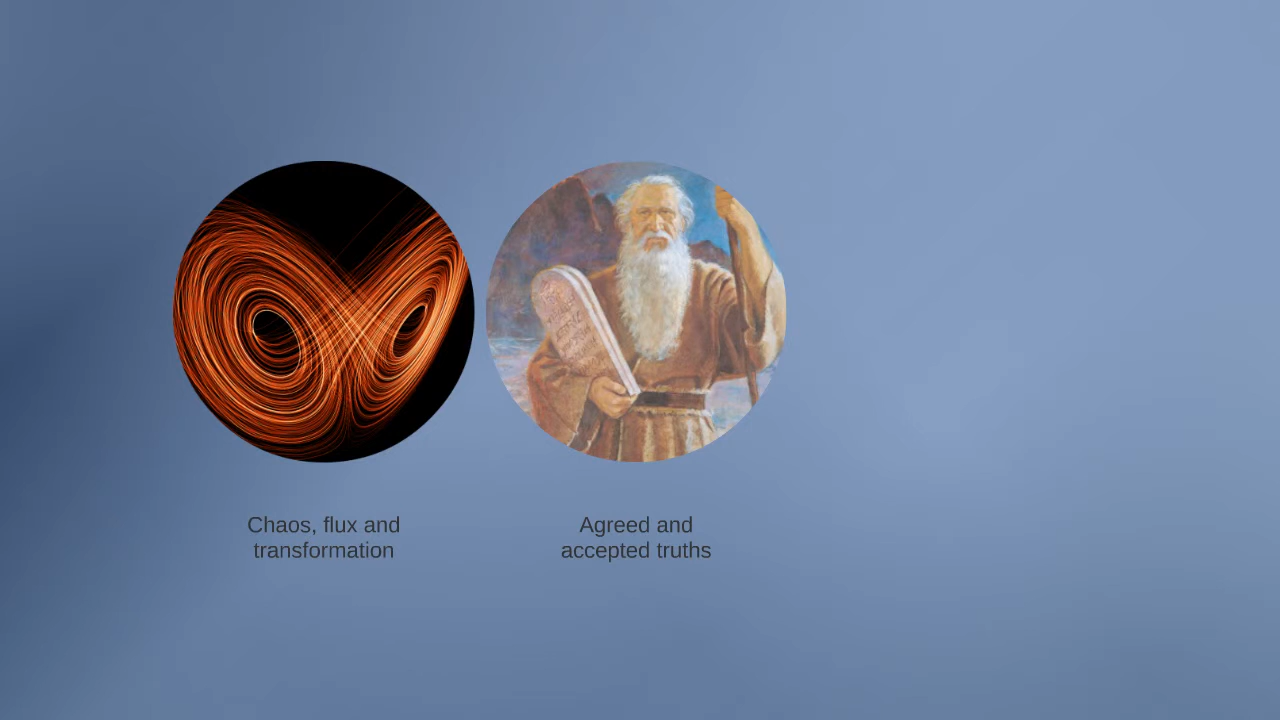 Chaos, flux and
transformation
Agreed and
accepted truths